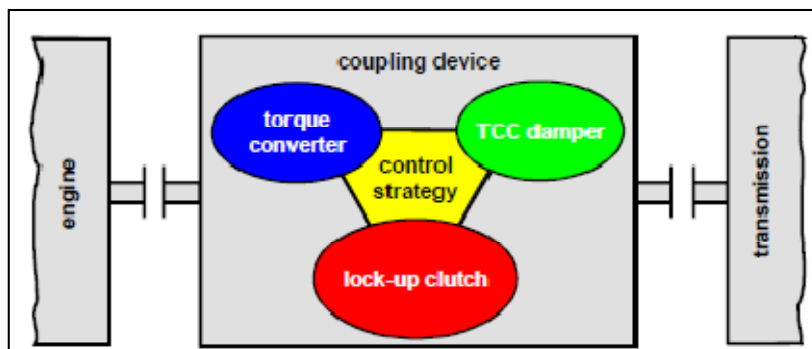 coupling device
torque
converter
TCC damper
control
strategy
lock-up clutch
engine
transmission